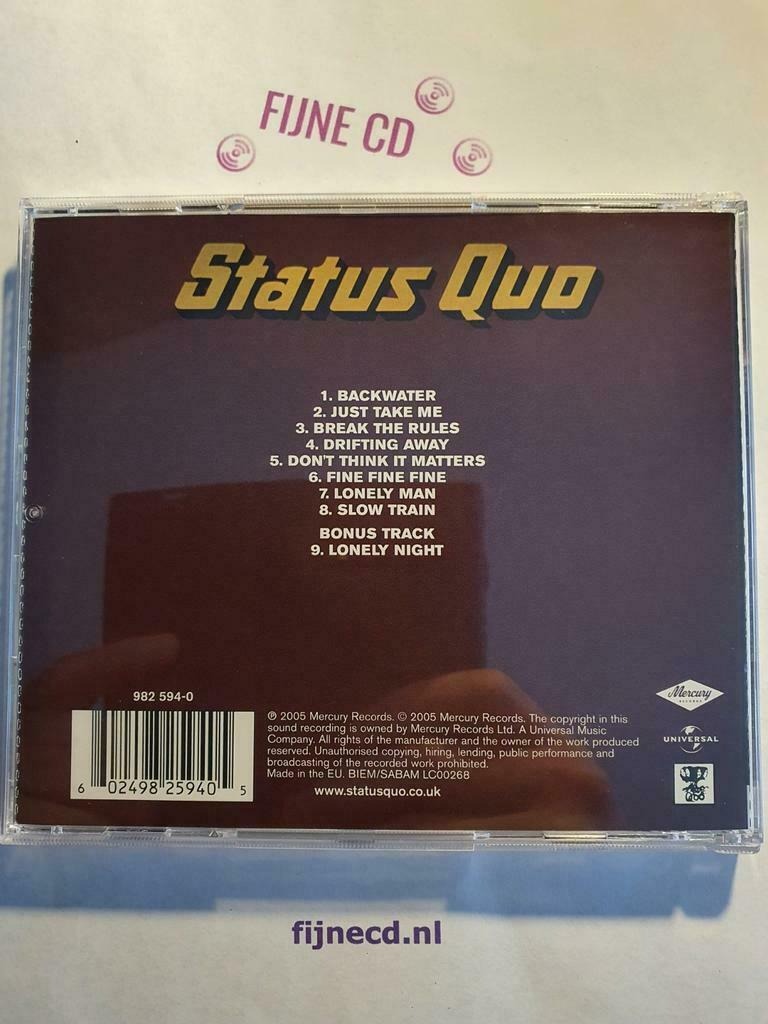 FIJNE CD
Status Quo
1. BACKWATER
2. JUST TAKE ME
3. BREAK THE RULES
4. DRIFTING AWAY
5. DON'T THINK IT MATTERS
6. FINE FINE FINE
7. LONELY MAN
8. SLOW TRAIN
BONUS TRACK
9. LONELY NIGHT
982 594-0
6 02498 25940 5
℗ 2005 Mercury Records. © 2005 Mercury Records. The copyright in this
sound recording is owned by Mercury Records Ltd. A Universal Music
Company. All rights of the manufacturer and the owner of the work produced
reserved. Unauthorised copying, hiring, lending, public performance and
broadcasting of the recorded work prohibited.
Made in the EU. BIEM/SABAM LC00268
www.statusquo.co.uk
Mercury
RECORDS
UNIVERSAL
fijnecd.nl